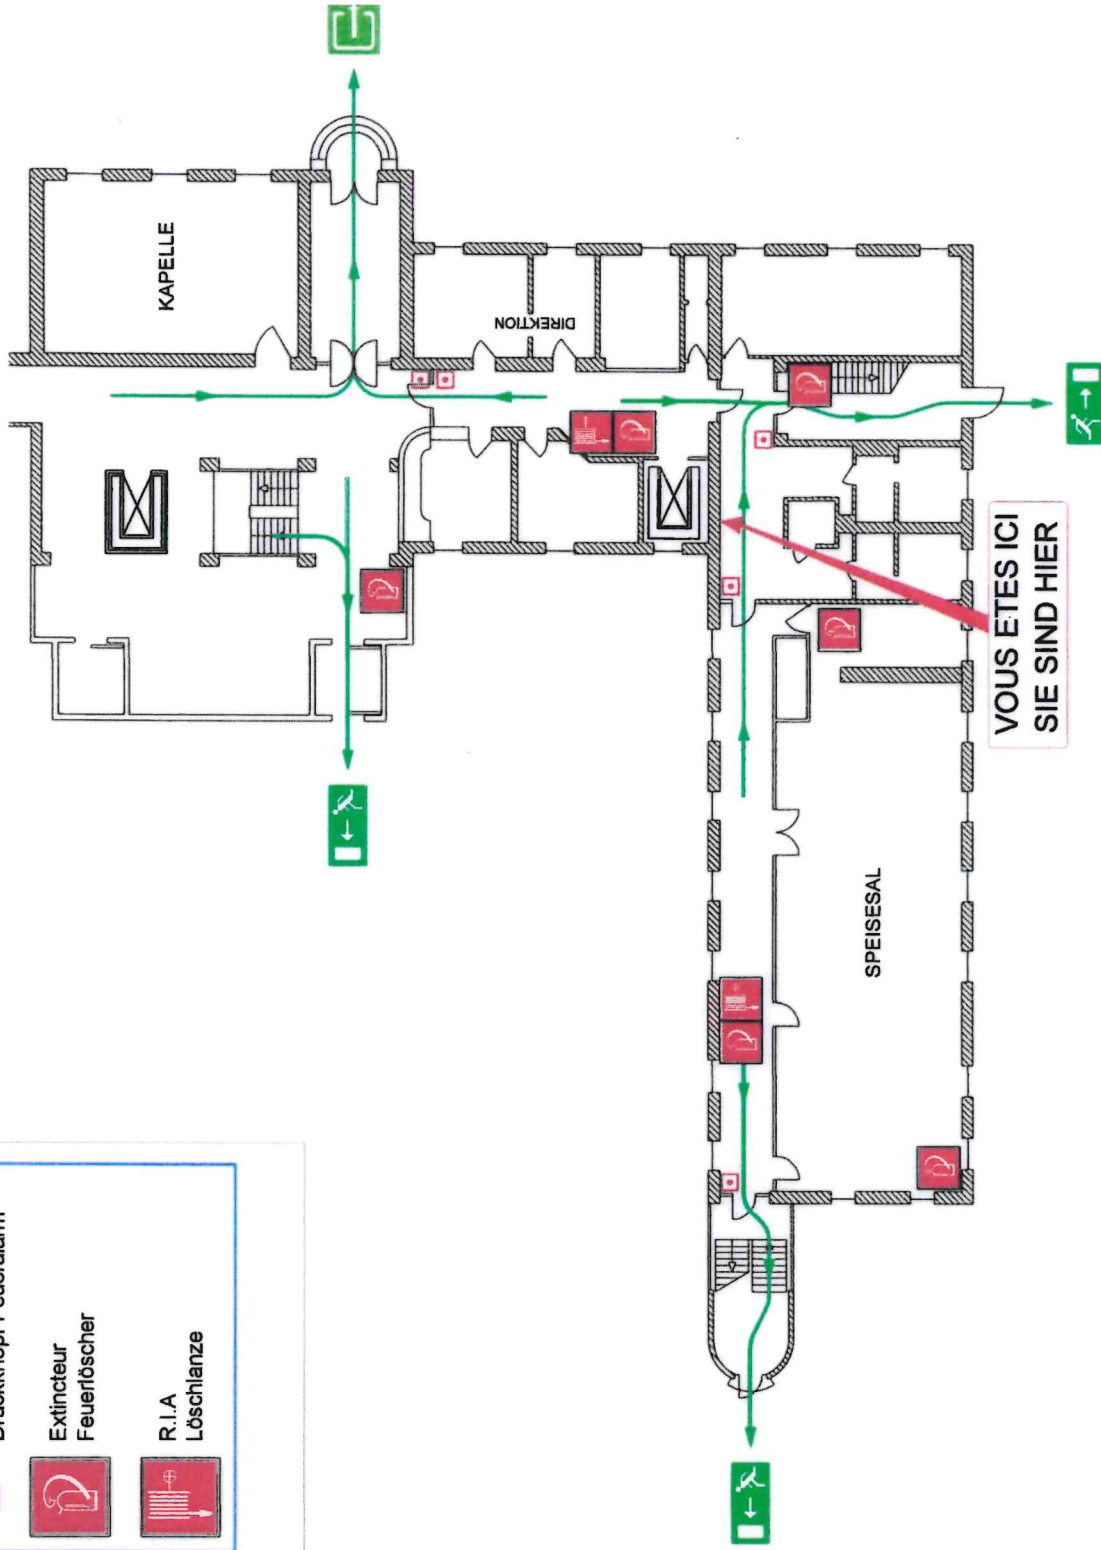 KAPELLE
DIREKTION
SPEISESAL
VOUS ETES ICI
SIE SIND HIER
Extincteur
Feuerlöscher
R.I.A
Löschlanze